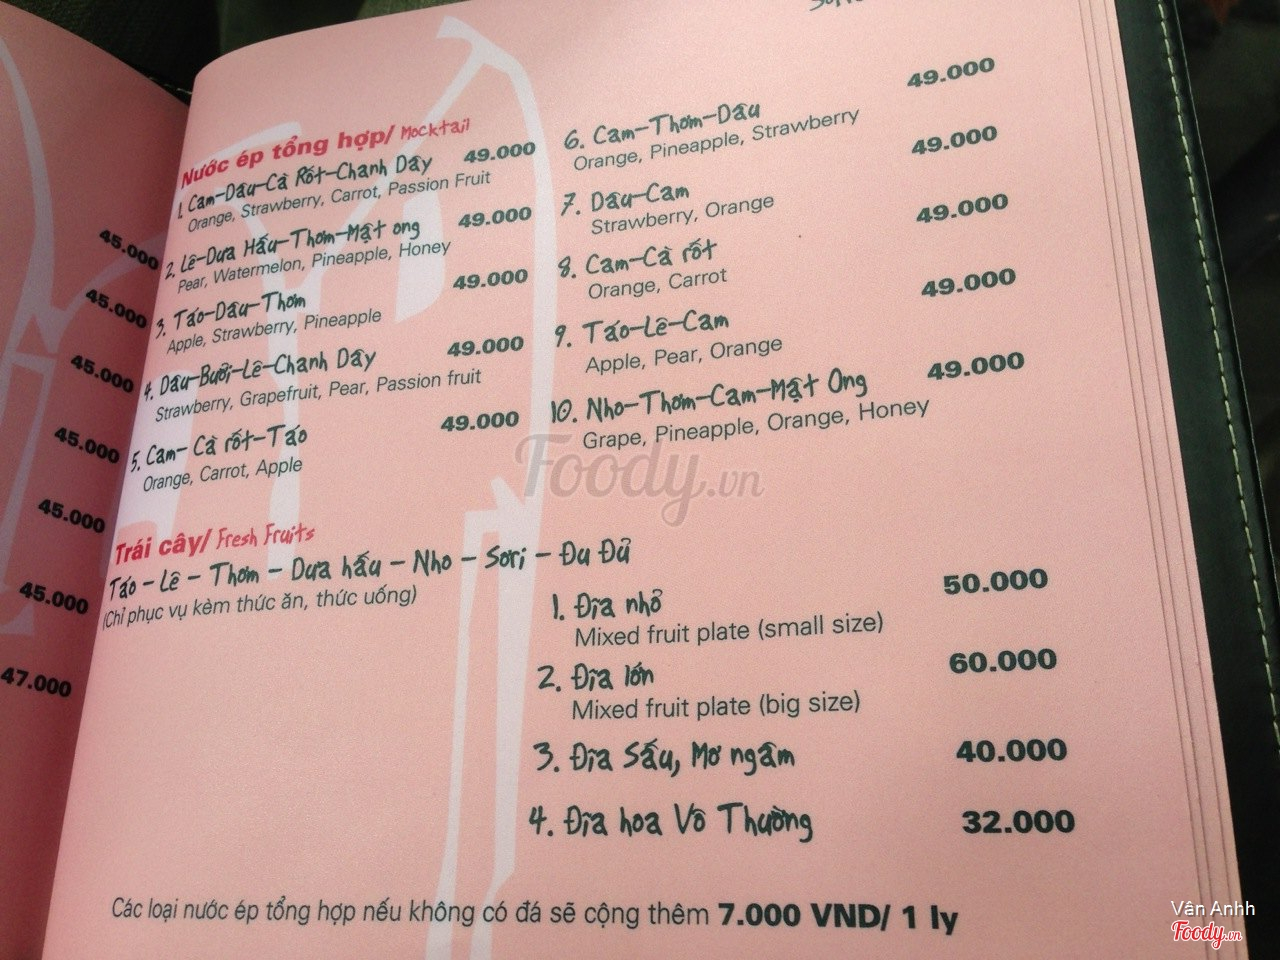 45.000
45.000
45.000
45.000
45.000
45.000
47.000
Nước ép tổng hợp/ Mocktail
1. Cam-Dâu-Cà Rốt-Chanh Dây 49.000
Orange, Strawberry, Carrot, Passion Fruit
2. Lê-Dưa Hấu-Thơm-Mật ong 49.000
Pear, Watermelon, Pineapple, Honey
3. Táo-Dâu-Thơm 49.000
Apple, Strawberry, Pineapple
4. Dâu-Bưởi-Lê-Chanh Dây 49.000
Strawberry, Grapefruit, Pear, Passion fruit
5. Cam-Cà rốt-Táo 49.000
Orange, Carrot, Apple
6. Cam-Thơm-Dâu 49.000
Orange, Pineapple, Strawberry
7. Dâu-Cam 49.000
Strawberry, Orange
8. Cam-Cà rốt 49.000
Orange, Carrot
9. Táo-Lê-Cam 49.000
Apple, Pear, Orange
10. Nho-Thơm-Cam-Mật Ong 49.000
Grape, Pineapple, Orange, Honey
Foody.vn
Trái cây/ Fresh Fruits
Táo - Lê - Thơm - Dưa hấu - Nho - Sơri - Đu Đủ
(Chỉ phục vụ kèm thức ăn, thức uống)
1. Đĩa nhỏ 50.000
Mixed fruit plate (small size)
2. Đĩa lớn 60.000
Mixed fruit plate (big size)
3. Đĩa Sấu, Mơ ngâm 40.000
4. Đĩa hoa Vô Thường 32.000
Các loại nước ép tổng hợp nếu không có đá sẽ cộng thêm 7.000 VND/ 1 ly
Vân Anhh
Foody.vn